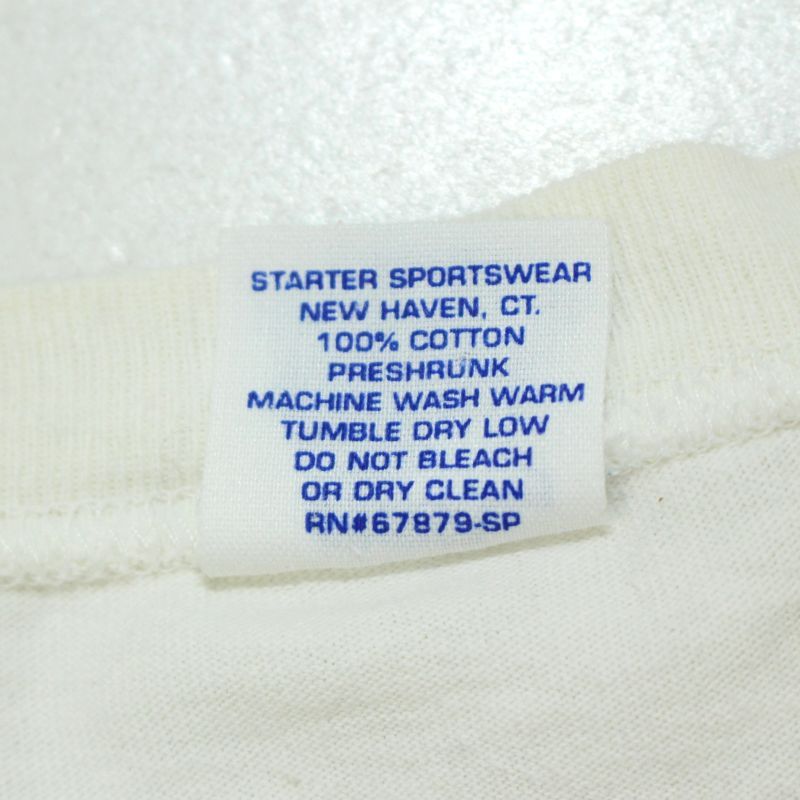 STARTER SPORTSWEAR
NEW HAVEN, CT.
100% COTTON
PRESHRUNK
MACHINE WASH WARM
TUMBLE DRY LOW
DO NOT BLEACH
OR DRY CLEAN
RN#67879-SP